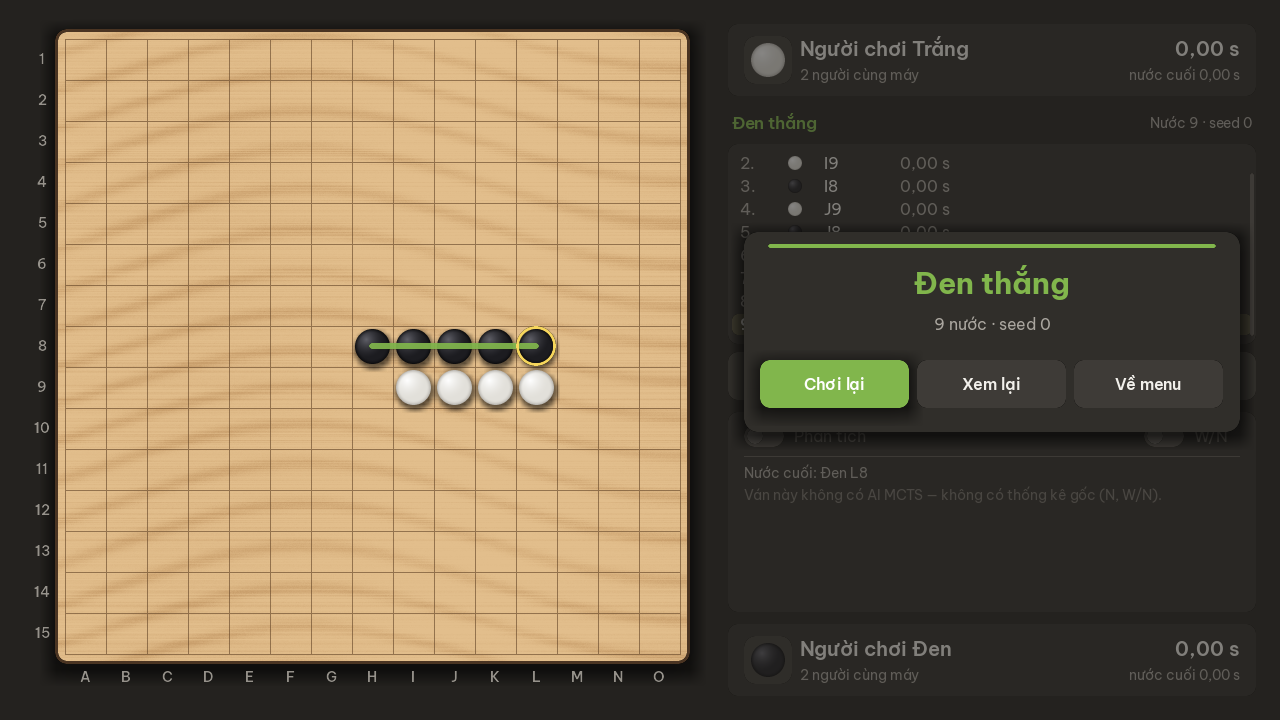 1
2
3
4
5
6
7
8
9
10
11
12
13
14
15
A B C D E F G H I J K L M N O
Người chơi Trắng 0,00 s
2 người cùng máy nước cuối 0,00 s
Đen thắng Nước 9 · seed 0
2. I9 0,00 s
3. I8 0,00 s
4. J9 0,00 s
5. J8 0,00 s
Đen thắng
9 nước · seed 0
Chơi lại Xem lại Về menu
Phân tích W/N
Nước cuối: Đen L8
Ván này không có AI MCTS — không có thống kê gốc (N, W/N).
Người chơi Đen 0,00 s
2 người cùng máy nước cuối 0,00 s